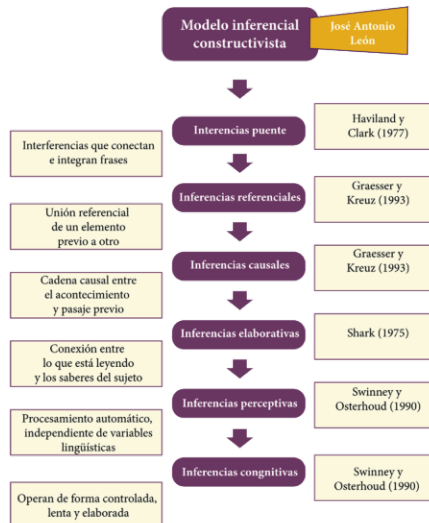 Modelo inferencial
constructivista
José Antonio
León
Interencias puente
Haviland y
Clark (1977)
Interferencias que conectan
e integran frases
Inferencias referenciales
Graesser y
Kreuz (1993)
Unión referencial
de un elemento
previo a otro
Inferencias causales
Graesser y
Kreuz (1993)
Cadena causal entre
el acontecimiento
y pasaje previo
Inferencias elaborativas
Shark (1975)
Conexión entre
lo que está leyendo
y los saberes del sujeto
Inferencias perceptivas
Swinney y
Osterhoud (1990)
Procesamiento automático,
independiente de variables
lingüísticas
Inferencias congnitivas
Swinney y
Osterhoud (1990)
Operan de forma controlada,
lenta y elaborada